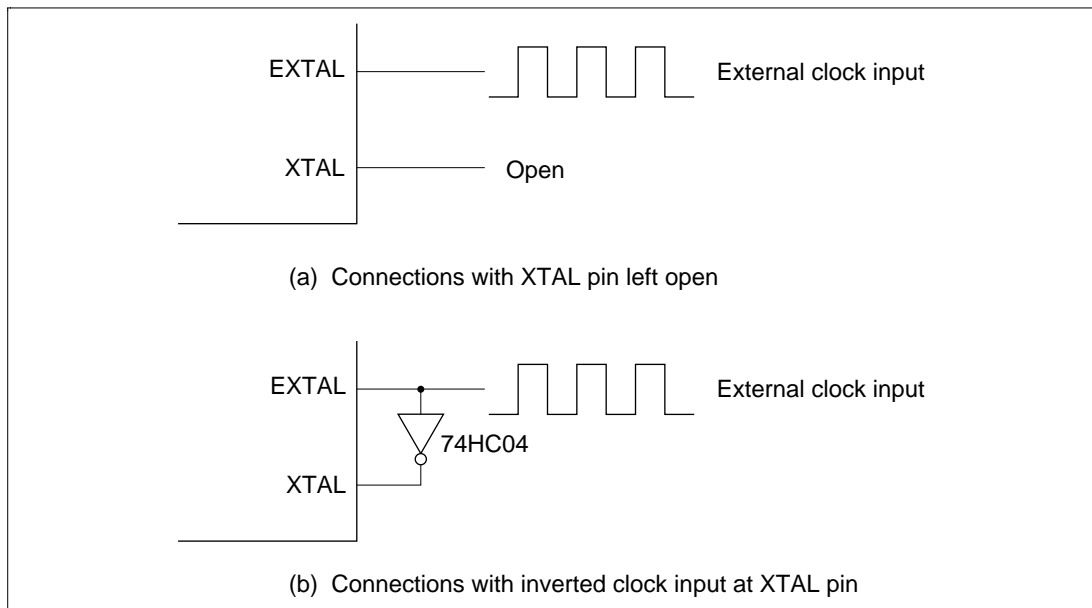 EXTAL
External clock input
XTAL
Open
(a) Connections with XTAL pin left open
EXTAL
External clock input
74HC04
XTAL
(b) Connections with inverted clock input at XTAL pin